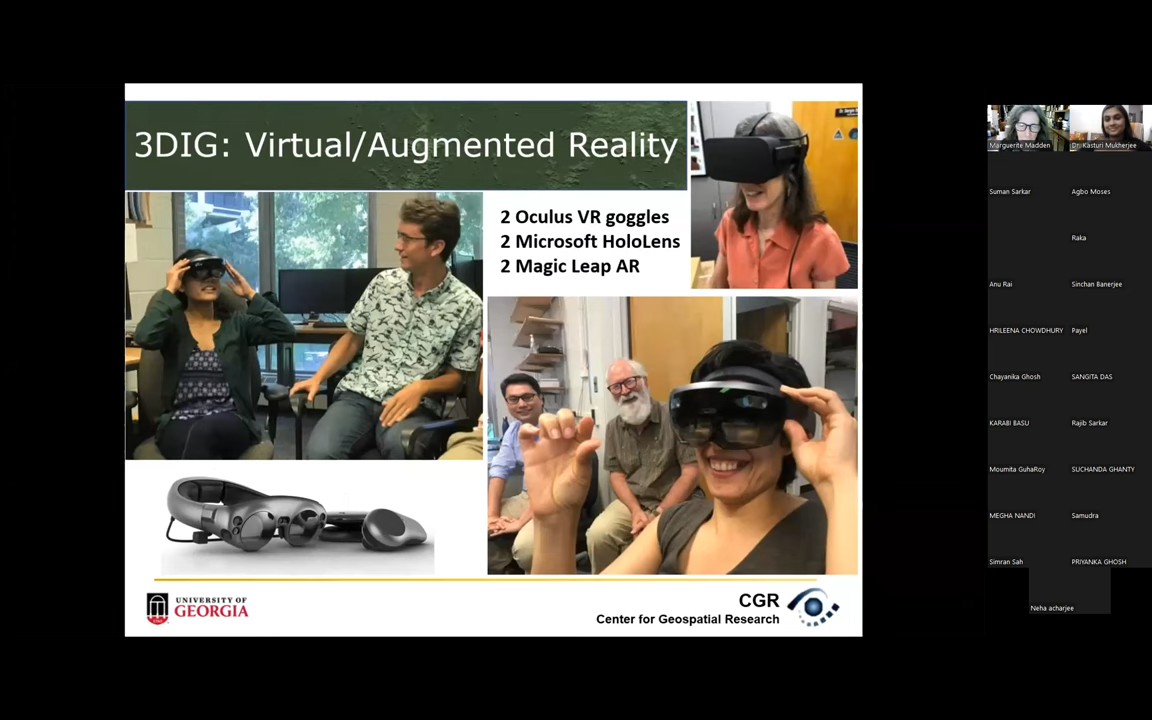 3DIG: Virtual/Augmented Reality
2 Oculus VR goggles
2 Microsoft HoloLens
2 Magic Leap AR
UNIVERSITY OF
GEORGIA
CGR
Center for Geospatial Research
Marguerite Madden
Dr. Kasturi Mukherjee
Suman Sarkar
Agbo Moses
Raka
Anu Rai
Sinchan Banerjee
HRILEENA CHOWDHURY
Payel
Chayanika Ghosh
SANGITA DAS
KARABI BASU
Rajib Sarkar
Moumita GuhaRoy
SUCHANDA GHANTY
MEGHA NANDI
Samudra
Simran Sah
PRIYANKA GHOSH
Neha acharjee